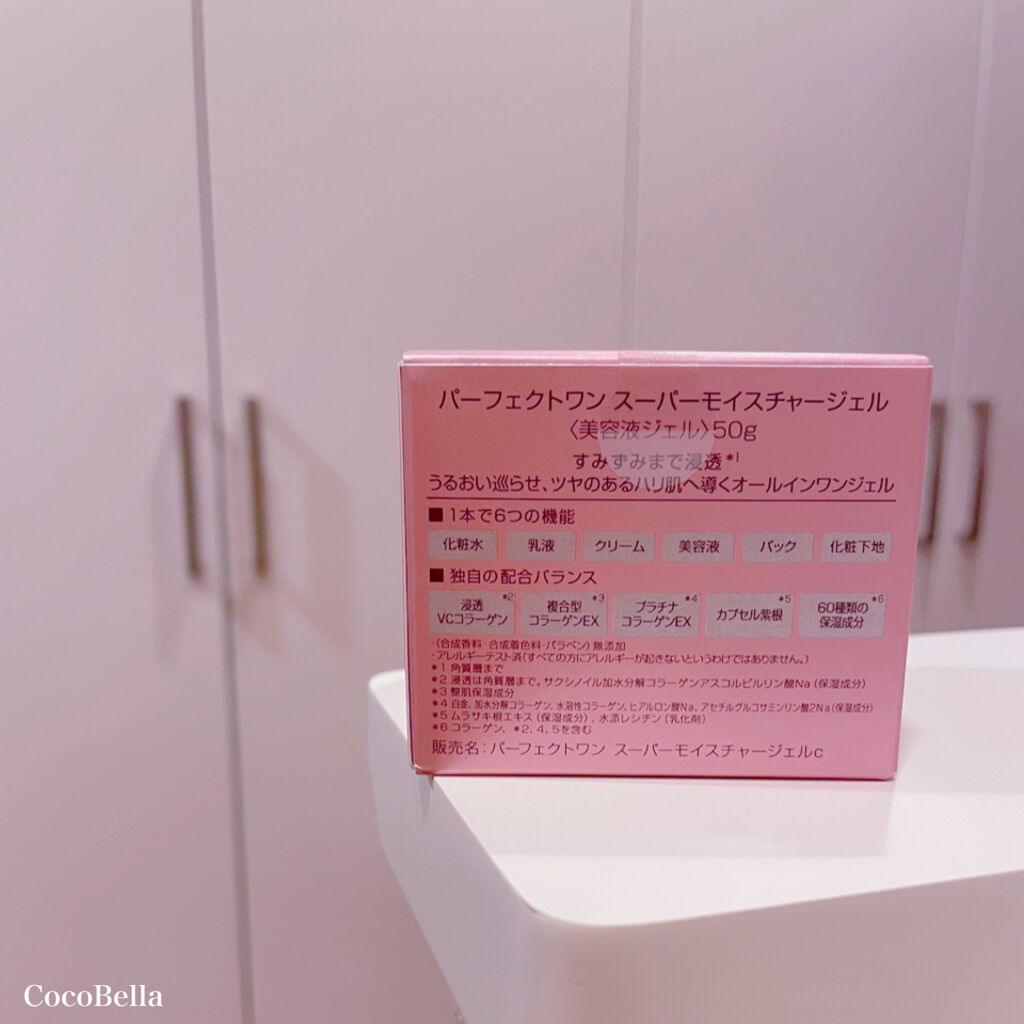 パーフェクトワン スーパーモイスチャージェル
〈美容液ジェル〉50g
すみずみまで浸透*1
うるおい巡らせ、ツヤのあるハリ肌へ導くオールインワンジェル
■ 1本で6つの機能
化粧水 乳液 クリーム 美容液 パック 化粧下地
■ 独自の配合バランス
浸透*2 複合型*3 プラチナ*4 カプセル紫根*5 60種類の*6
VCコラーゲン コラーゲンEX コラーゲンEX 保湿成分
・(合成香料・合成着色料・パラベン)無添加
・アレルギーテスト済(すべての方にアレルギーが起きないというわけではありません。)
*1 角質層まで
*2 浸透は角質層まで。サクシノイル加水分解コラーゲンアスコルビルリン酸Na(保湿成分)
*3 整肌保湿成分
*4 白金、加水分解コラーゲン、水溶性コラーゲン、ヒアルロン酸Na、アセチルグルコサミンリン酸2Na(保湿成分)
*5 ムラサキ根エキス(保湿成分)、水添レシチン(乳化剤)
*6 コラーゲン、*2、4、5を含む
販売名:パーフェクトワン スーパーモイスチャージェルc
CocoBella